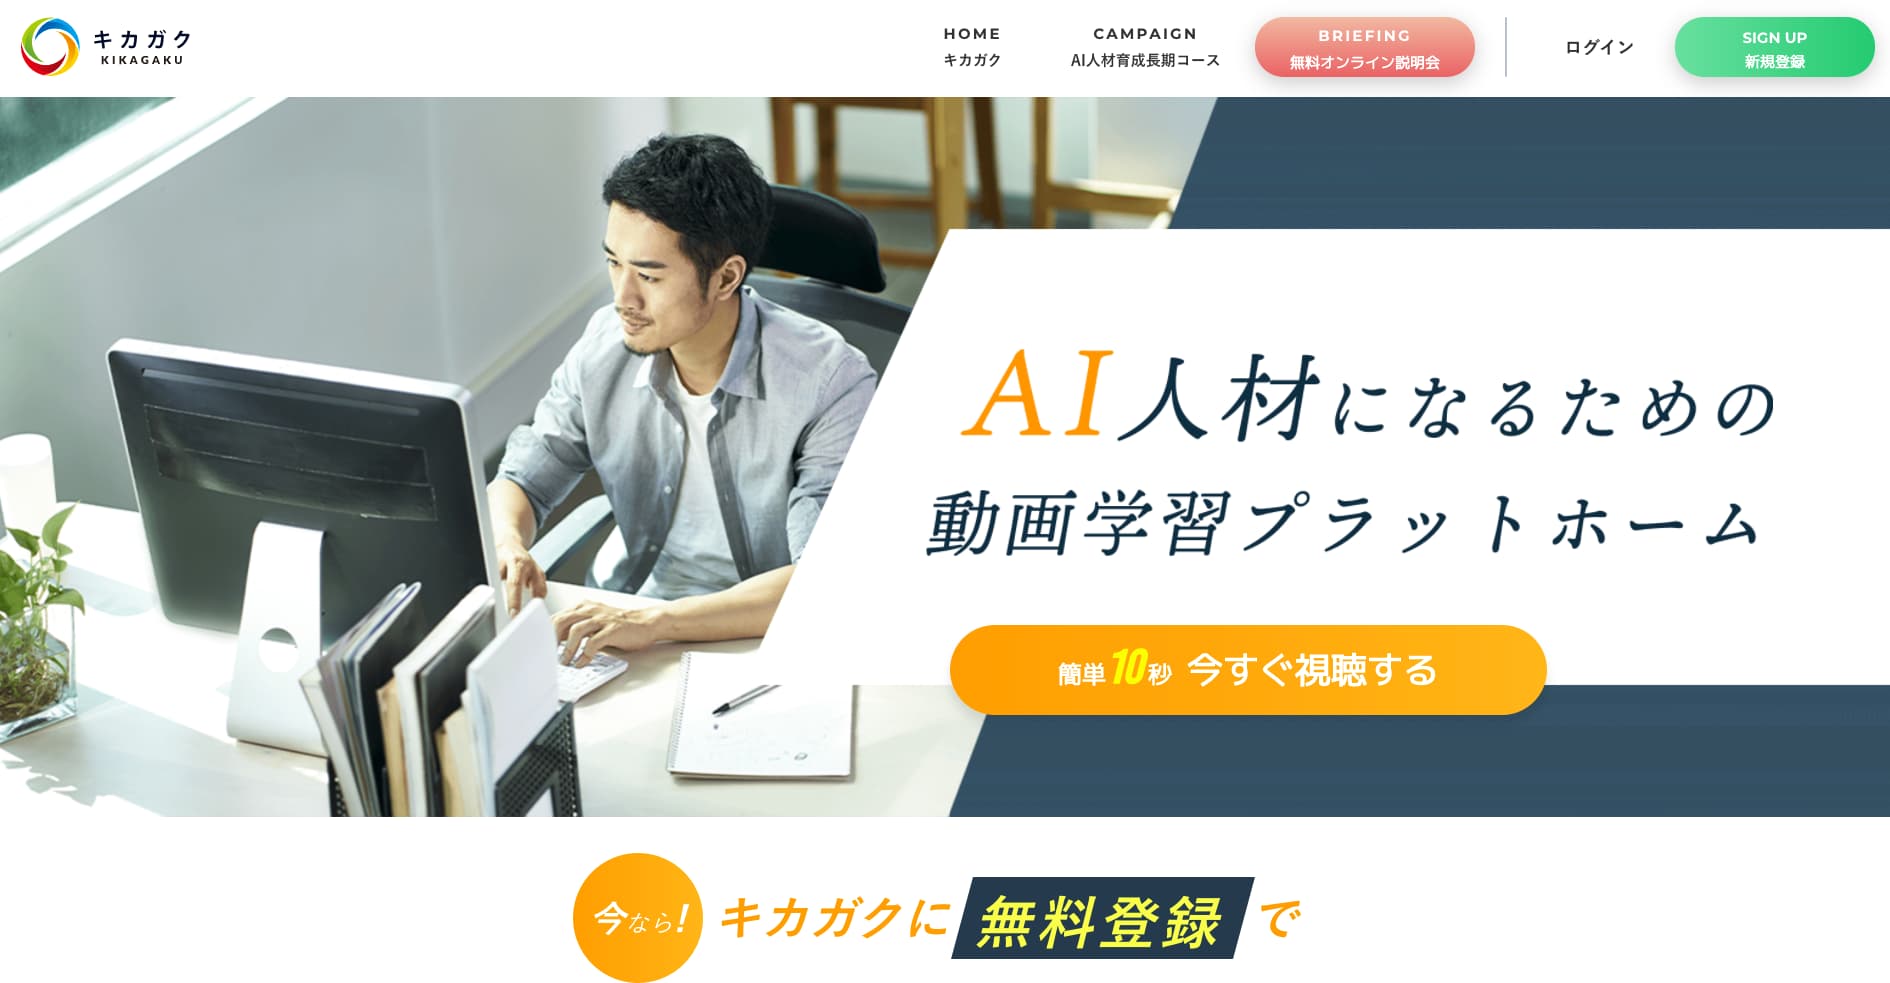 キカガク
KIKAGAKU
HOME
キカガク
CAMPAIGN
AI人材育成長期コース
BRIEFING
無料オンライン説明会
ログイン
SIGN UP
新規登録
AI人材になるための
動画学習プラットホーム
簡単10秒 今すぐ視聴する
今なら! キカガクに 無料登録 で